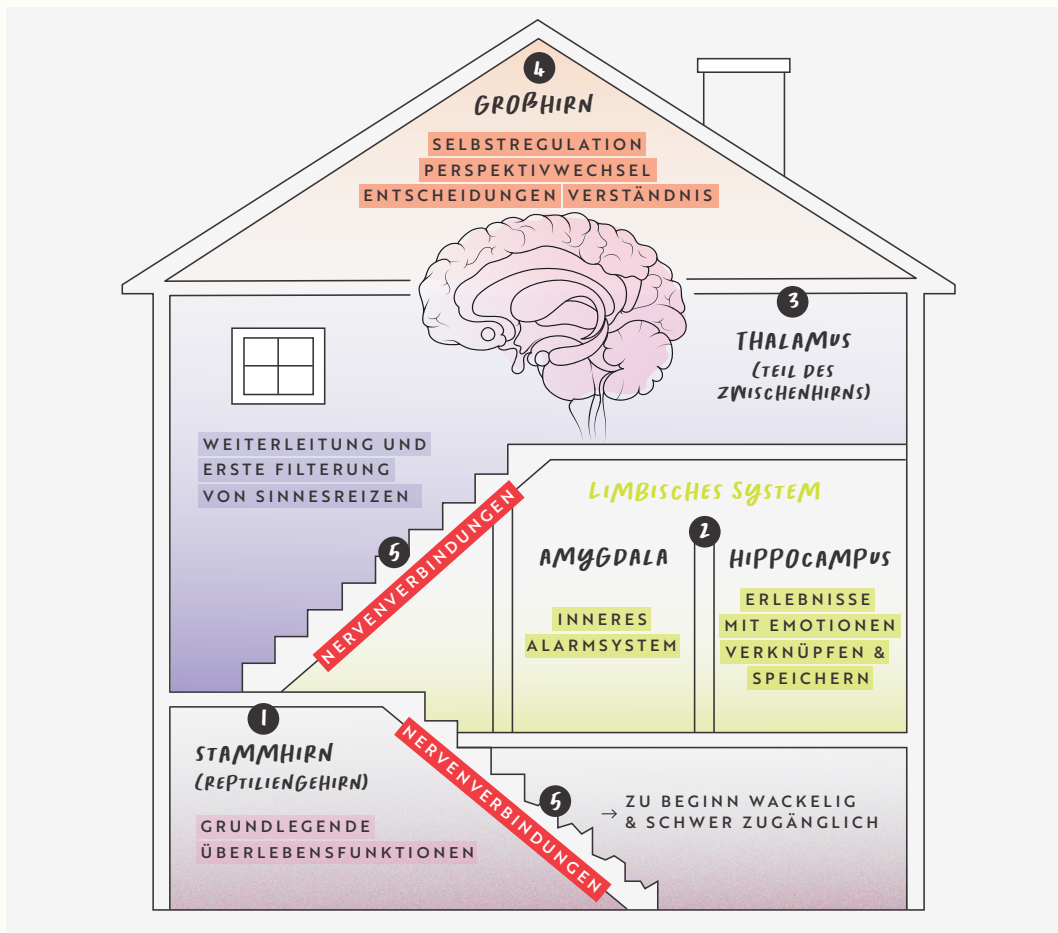 4
GROßHIRN
SELBSTREGULATION
PERSPEKTIVWECHSEL
ENTSCHEIDUNGEN VERSTÄNDNIS
3
THALAMUS
(TEIL DES
ZWISCHENHIRNS)
WEITERLEITUNG UND
ERSTE FILTERUNG
VON SINNESREIZEN
5
NERVENVERBINDUNGEN
LIMBISCHES SYSTEM
2
AMYGDALA
INNERES
ALARMSYSTEM
HIPPOCAMPUS
ERLEBNISSE
MIT EMOTIONEN
VERKNÜPFEN &
SPEICHERN
1
STAMMHIRN
(REPTILIENGEHIRN)
GRUNDLEGENDE
ÜBERLEBENSFUNKTIONEN
NERVENVERBINDUNGEN
5
→ ZU BEGINN WACKELIG
& SCHWER ZUGÄNGLICH